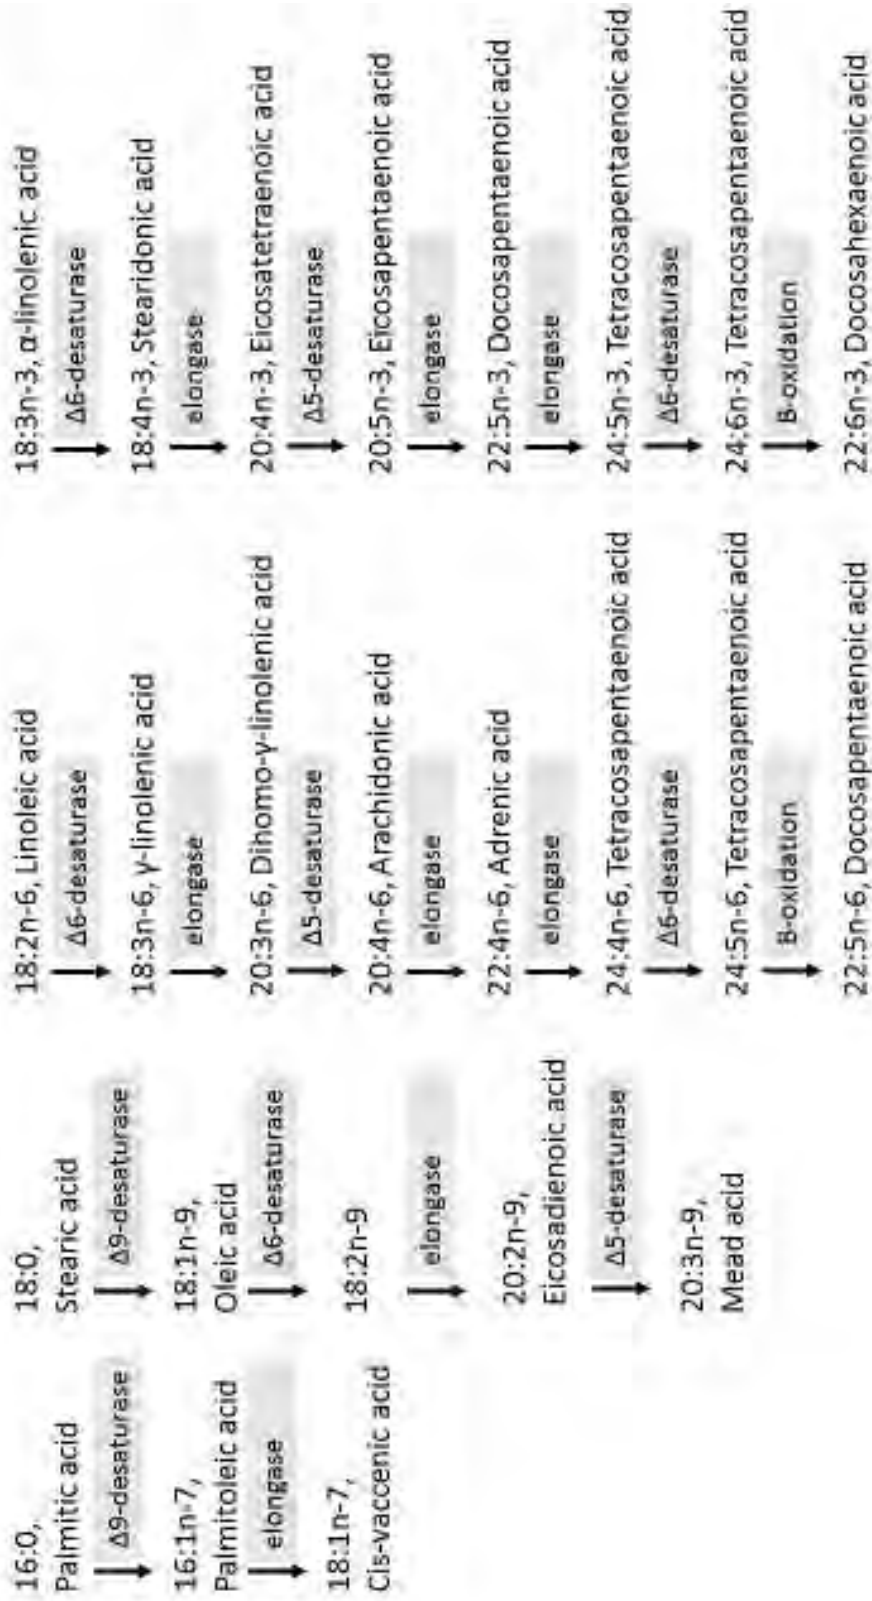 16:0,
Palmitic acid
Δ9-desaturase
16:1n-7,
Palmitoleic acid
elongase
18:1n-7,
Cis-vaccenic acid
18:0,
Stearic acid
Δ9-desaturase
18:1n-9,
Oleic acid
Δ6-desaturase
18:2n-9
elongase
20:2n-9,
Eicosadienoic acid
Δ5-desaturase
20:3n-9,
Mead acid
18:2n-6, Linoleic acid
Δ6-desaturase
18:3n-6, γ-linolenic acid
elongase
20:3n-6, Dihomo-γ-linolenic acid
Δ5-desaturase
20:4n-6, Arachidonic acid
elongase
22:4n-6, Adrenic acid
elongase
24:4n-6, Tetracosapentaenoic acid
Δ6-desaturase
24:5n-6, Tetracosapentaenoic acid
B-oxidation
22:5n-6, Docosapentaenoic acid
18:3n-3, α-linolenic acid
Δ6-desaturase
18:4n-3, Stearidonic acid
elongase
20:4n-3, Eicosatetraenoic acid
Δ5-desaturase
20:5n-3, Eicosapentaenoic acid
elongase
22:5n-3, Docosapentaenoic acid
elongase
24:5n-3, Tetracosapentaenoic acid
Δ6-desaturase
24:6n-3, Tetracosapentaenoic acid
B-oxidation
22:6n-3, Docosahexaenoic acid